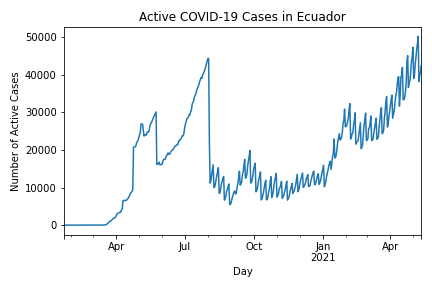 Active COVID-19 Cases in Ecuador
Number of Active Cases
50000
40000
30000
20000
10000
0
Apr
Jul
Oct
Jan
2021
Apr
Day